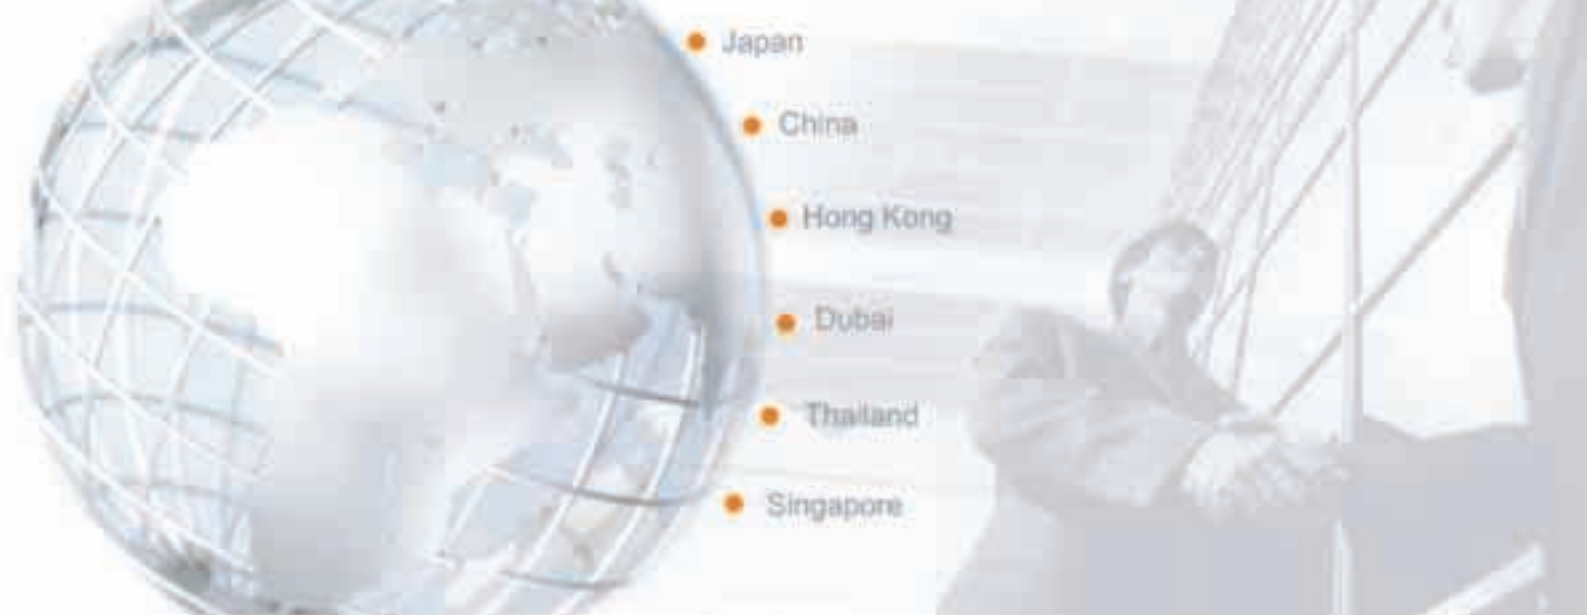 Japan
China
Hong Kong
Dubai
Thailand
Singapore